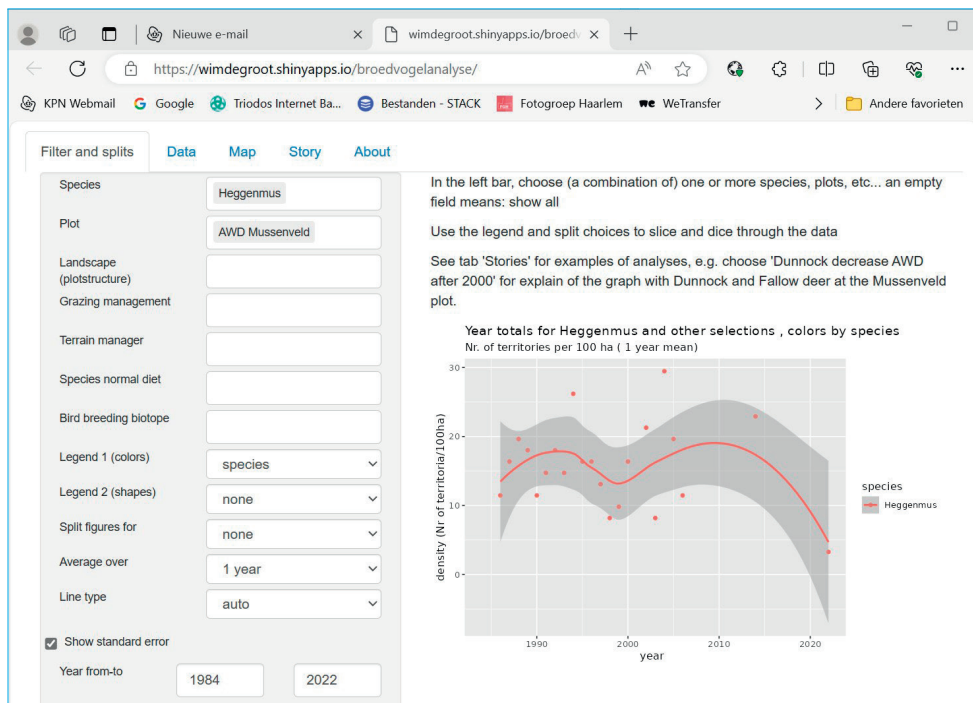 Nieuwe e-mail
wimdegroot.shinyapps.io/broedv
https://wimdegroot.shinyapps.io/broedvogelanalyse/
KPN Webmail Google Triodos Internet Ba... Bestanden - STACK Fotogroep Haarlem we WeTransfer Andere favorieten
Filter and splits Data Map Story About
Species Heggenmus
Plot AWD Mussenveld
Landscape
(plotstructure)
Grazing management
Terrain manager
Species normal diet
Bird breeding biotope
Legend 1 (colors) species
Legend 2 (shapes) none
Split figures for none
Average over 1 year
Line type auto
Show standard error
Year from-to 1984 2022
In the left bar, choose (a combination of) one or more species, plots, etc... an empty
field means: show all
Use the legend and split choices to slice and dice through the data
See tab 'Stories' for examples of analyses, e.g. choose 'Dunnock decrease AWD
after 2000' for explain of the graph with Dunnock and Fallow deer at the Mussenveld
plot.
Year totals for Heggenmus and other selections , colors by species
Nr. of territories per 100 ha ( 1 year mean)
30
20
10
0
density (Nr of territoria/100ha)
1990 2000 2010 2020
year
species
Heggenmus